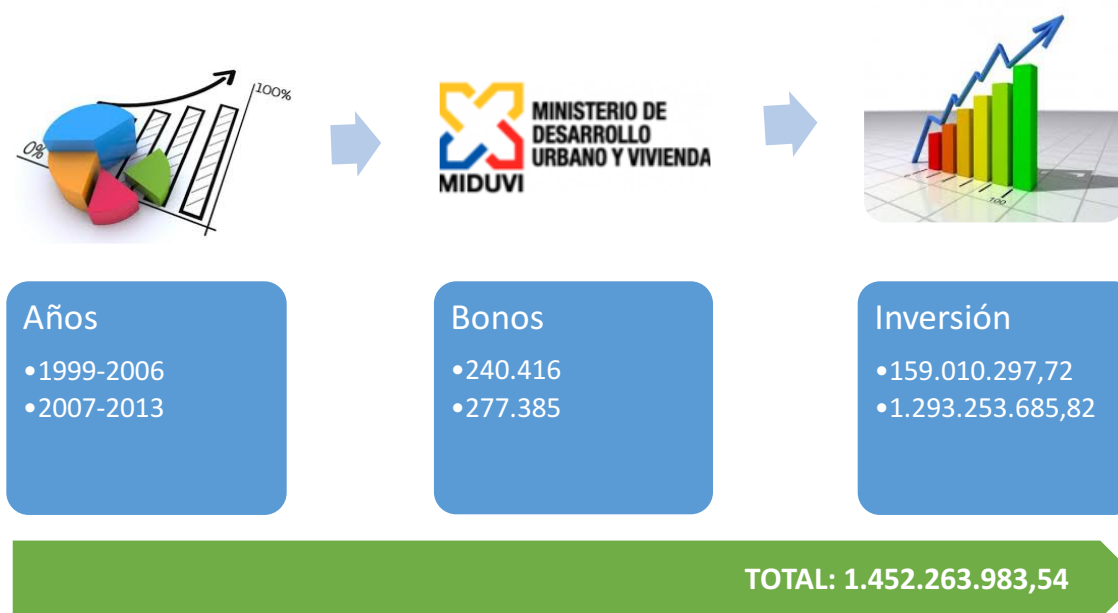 0%
100%
MINISTERIO DE
DESARROLLO
URBANO Y VIVIENDA
MIDUVI
100
Años
•1999-2006
•2007-2013
Bonos
•240.416
•277.385
Inversión
•159.010.297,72
•1.293.253.685,82
TOTAL: 1.452.263.983,54